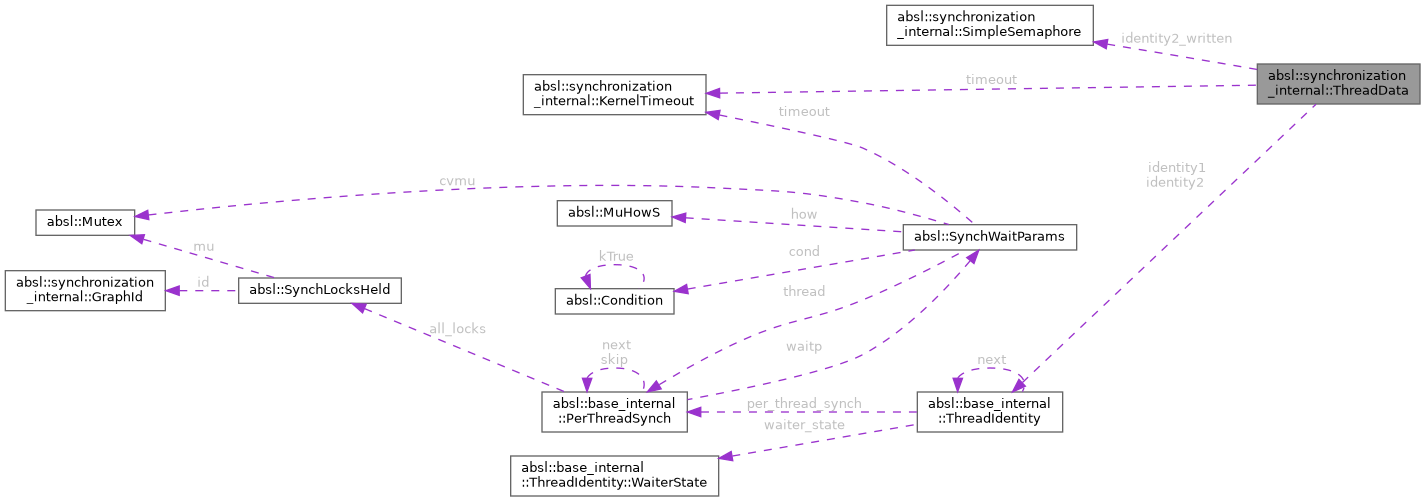 absl::synchronization
_internal::SimpleSemaphore
identity2_written
absl::synchronization
_internal::ThreadData
timeout
absl::synchronization
_internal::KernelTimeout
timeout
identity1
identity2
cvmu
absl::MuHowS
how
absl::Mutex
absl::SynchWaitParams
mu
cond
kTrue
absl::synchronization
_internal::GraphId
id
absl::SynchLocksHeld
absl::Condition
thread
all_locks
next
skip
waitp
next
absl::base_internal
::PerThreadSynch
per_thread_synch
absl::base_internal
::ThreadIdentity
waiter_state
absl::base_internal
::ThreadIdentity::WaiterState